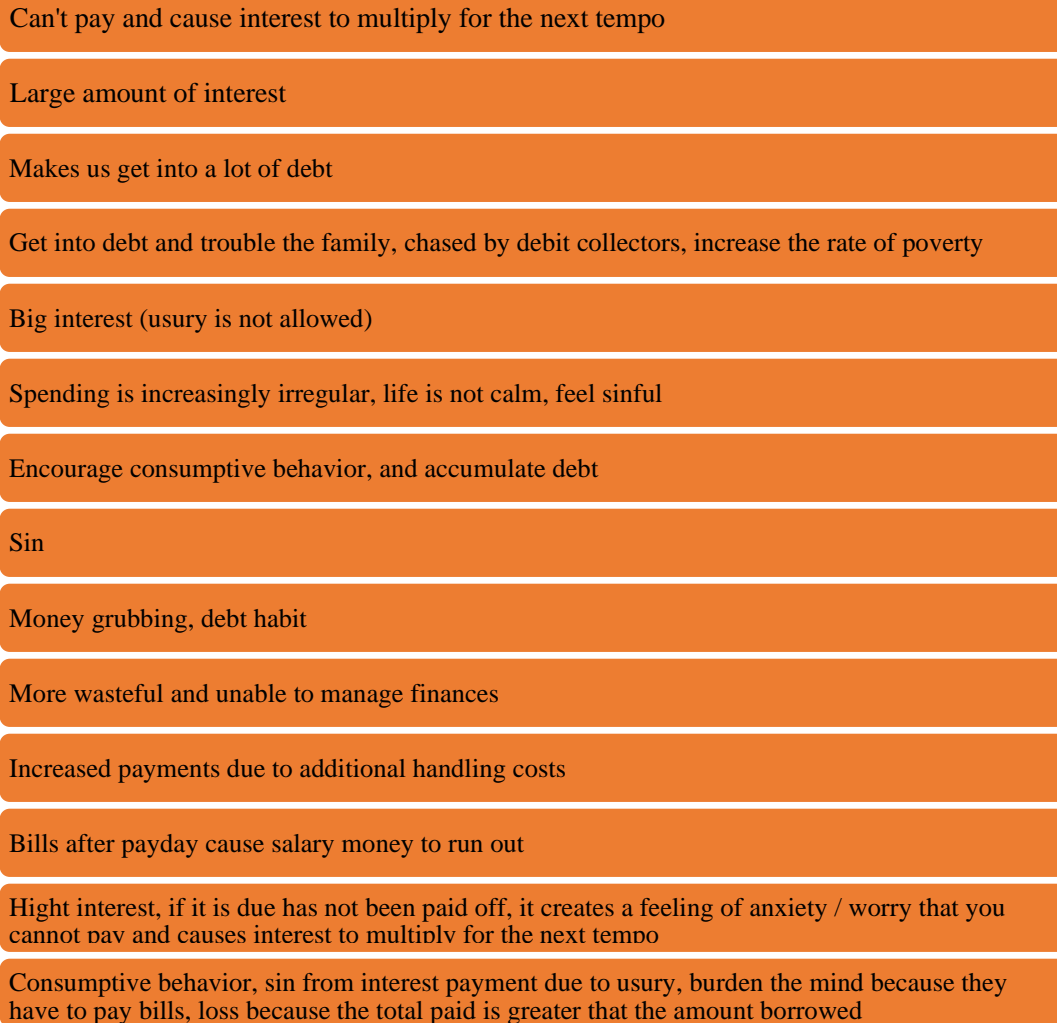 Can't pay and cause interest to multiply for the next tempo
Large amount of interest
Makes us get into a lot of debt
Get into debt and trouble the family, chased by debit collectors, increase the rate of poverty
Big interest (usury is not allowed)
Spending is increasingly irregular, life is not calm, feel sinful
Encourage consumptive behavior, and accumulate debt
Sin
Money grubbing, debt habit
More wasteful and unable to manage finances
Increased payments due to additional handling costs
Bills after payday cause salary money to run out
Hight interest, if it is due has not been paid off, it creates a feeling of anxiety / worry that you
cannot pay and causes interest to multiply for the next tempo
Consumptive behavior, sin from interest payment due to usury, burden the mind because they
have to pay bills, loss because the total paid is greater that the amount borrowed